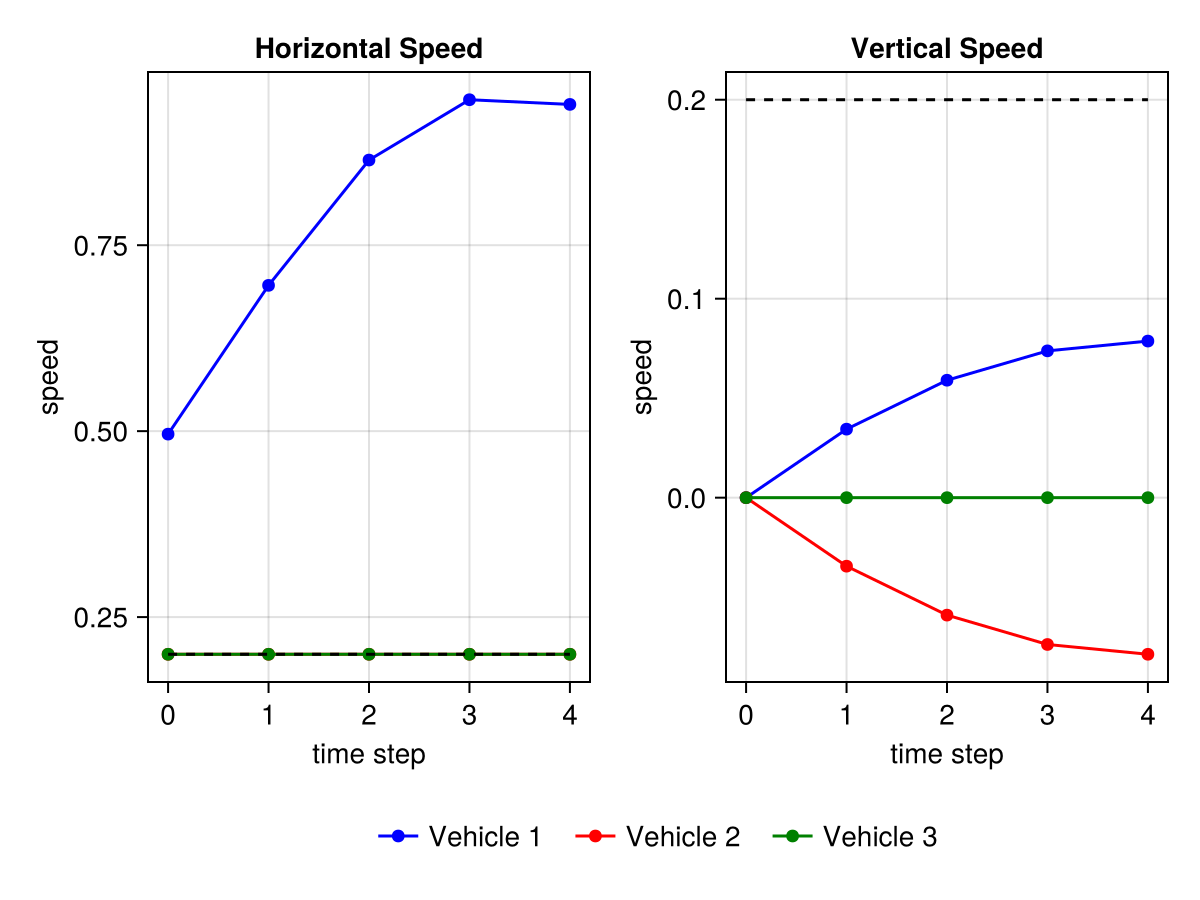 Horizontal Speed
speed
0.75
0.50
0.25
0 1 2 3 4
time step
Vertical Speed
speed
0.2
0.1
0.0
0 1 2 3 4
time step
Vehicle 1 Vehicle 2 Vehicle 3